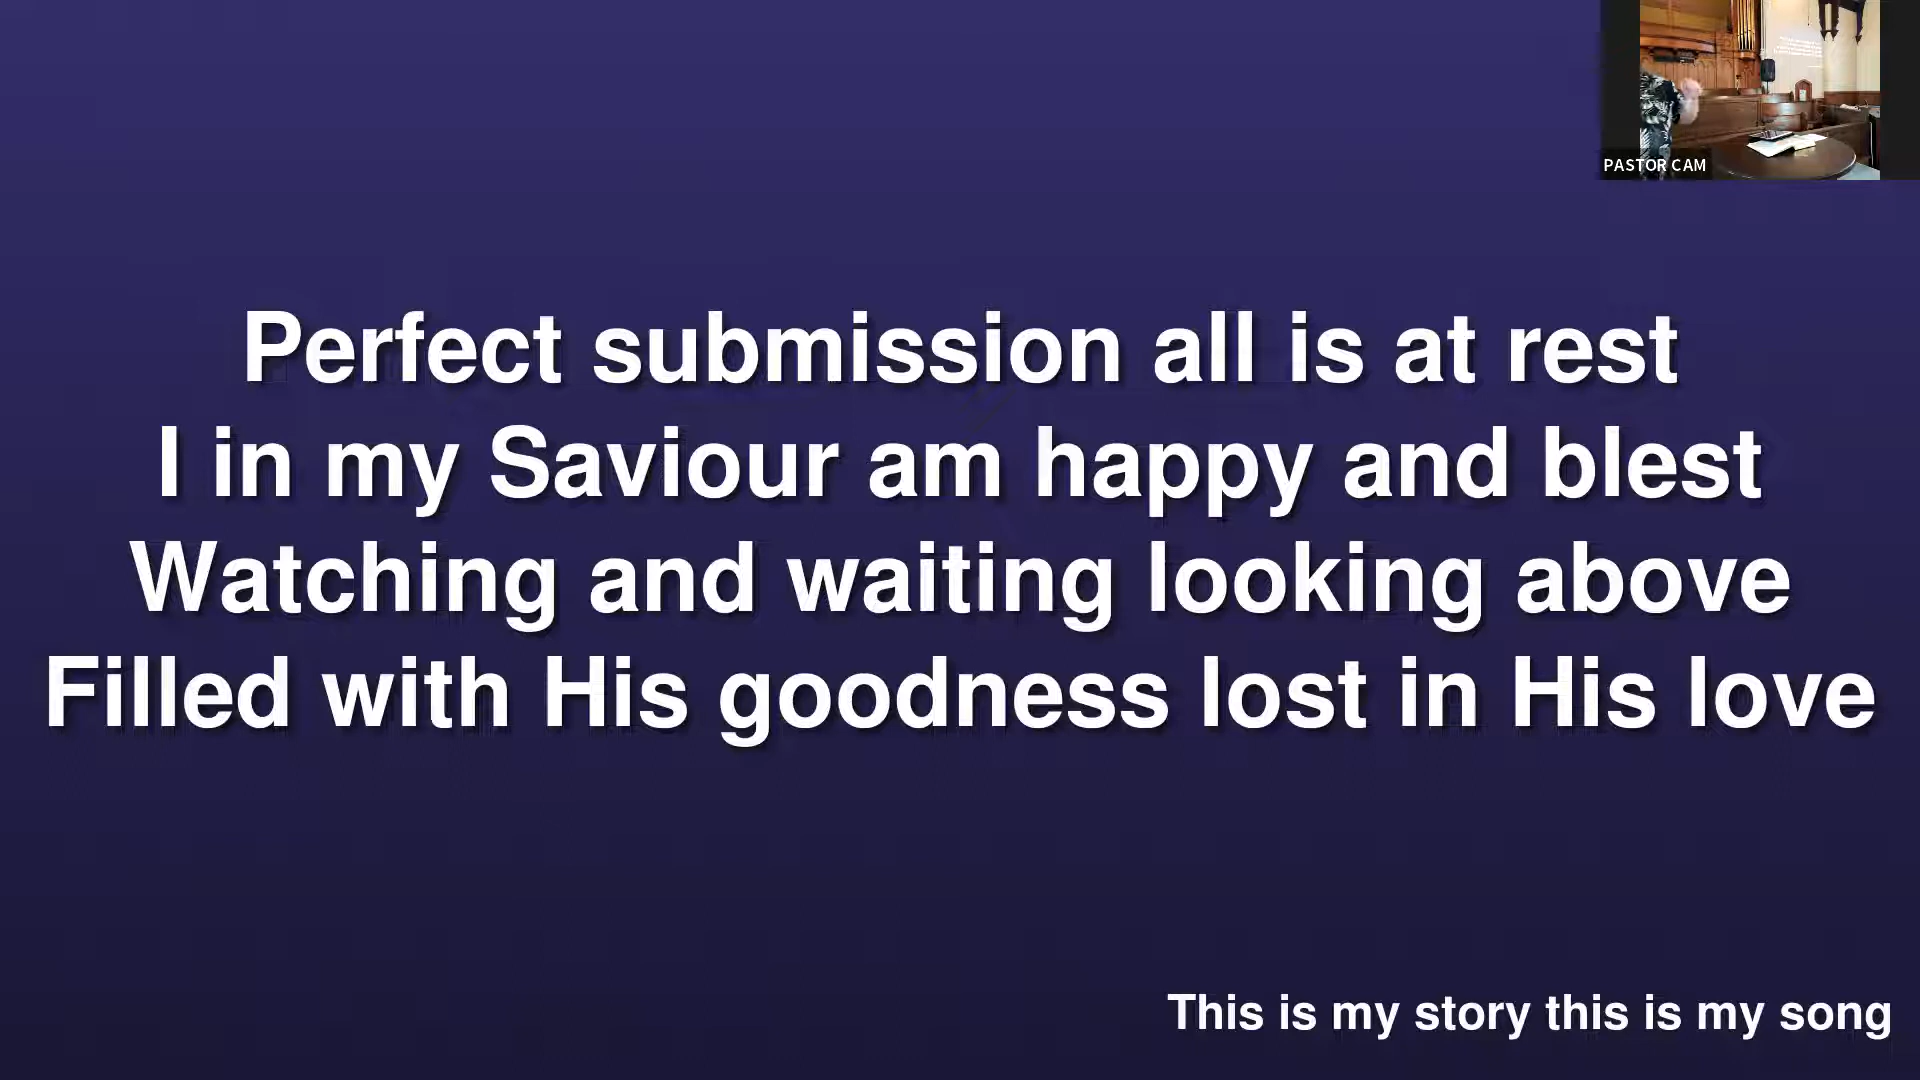 PASTOR CAM
Perfect submission all is at rest
I in my Saviour am happy and blest
Watching and waiting looking above
Filled with His goodness lost in His love
This is my story this is my song